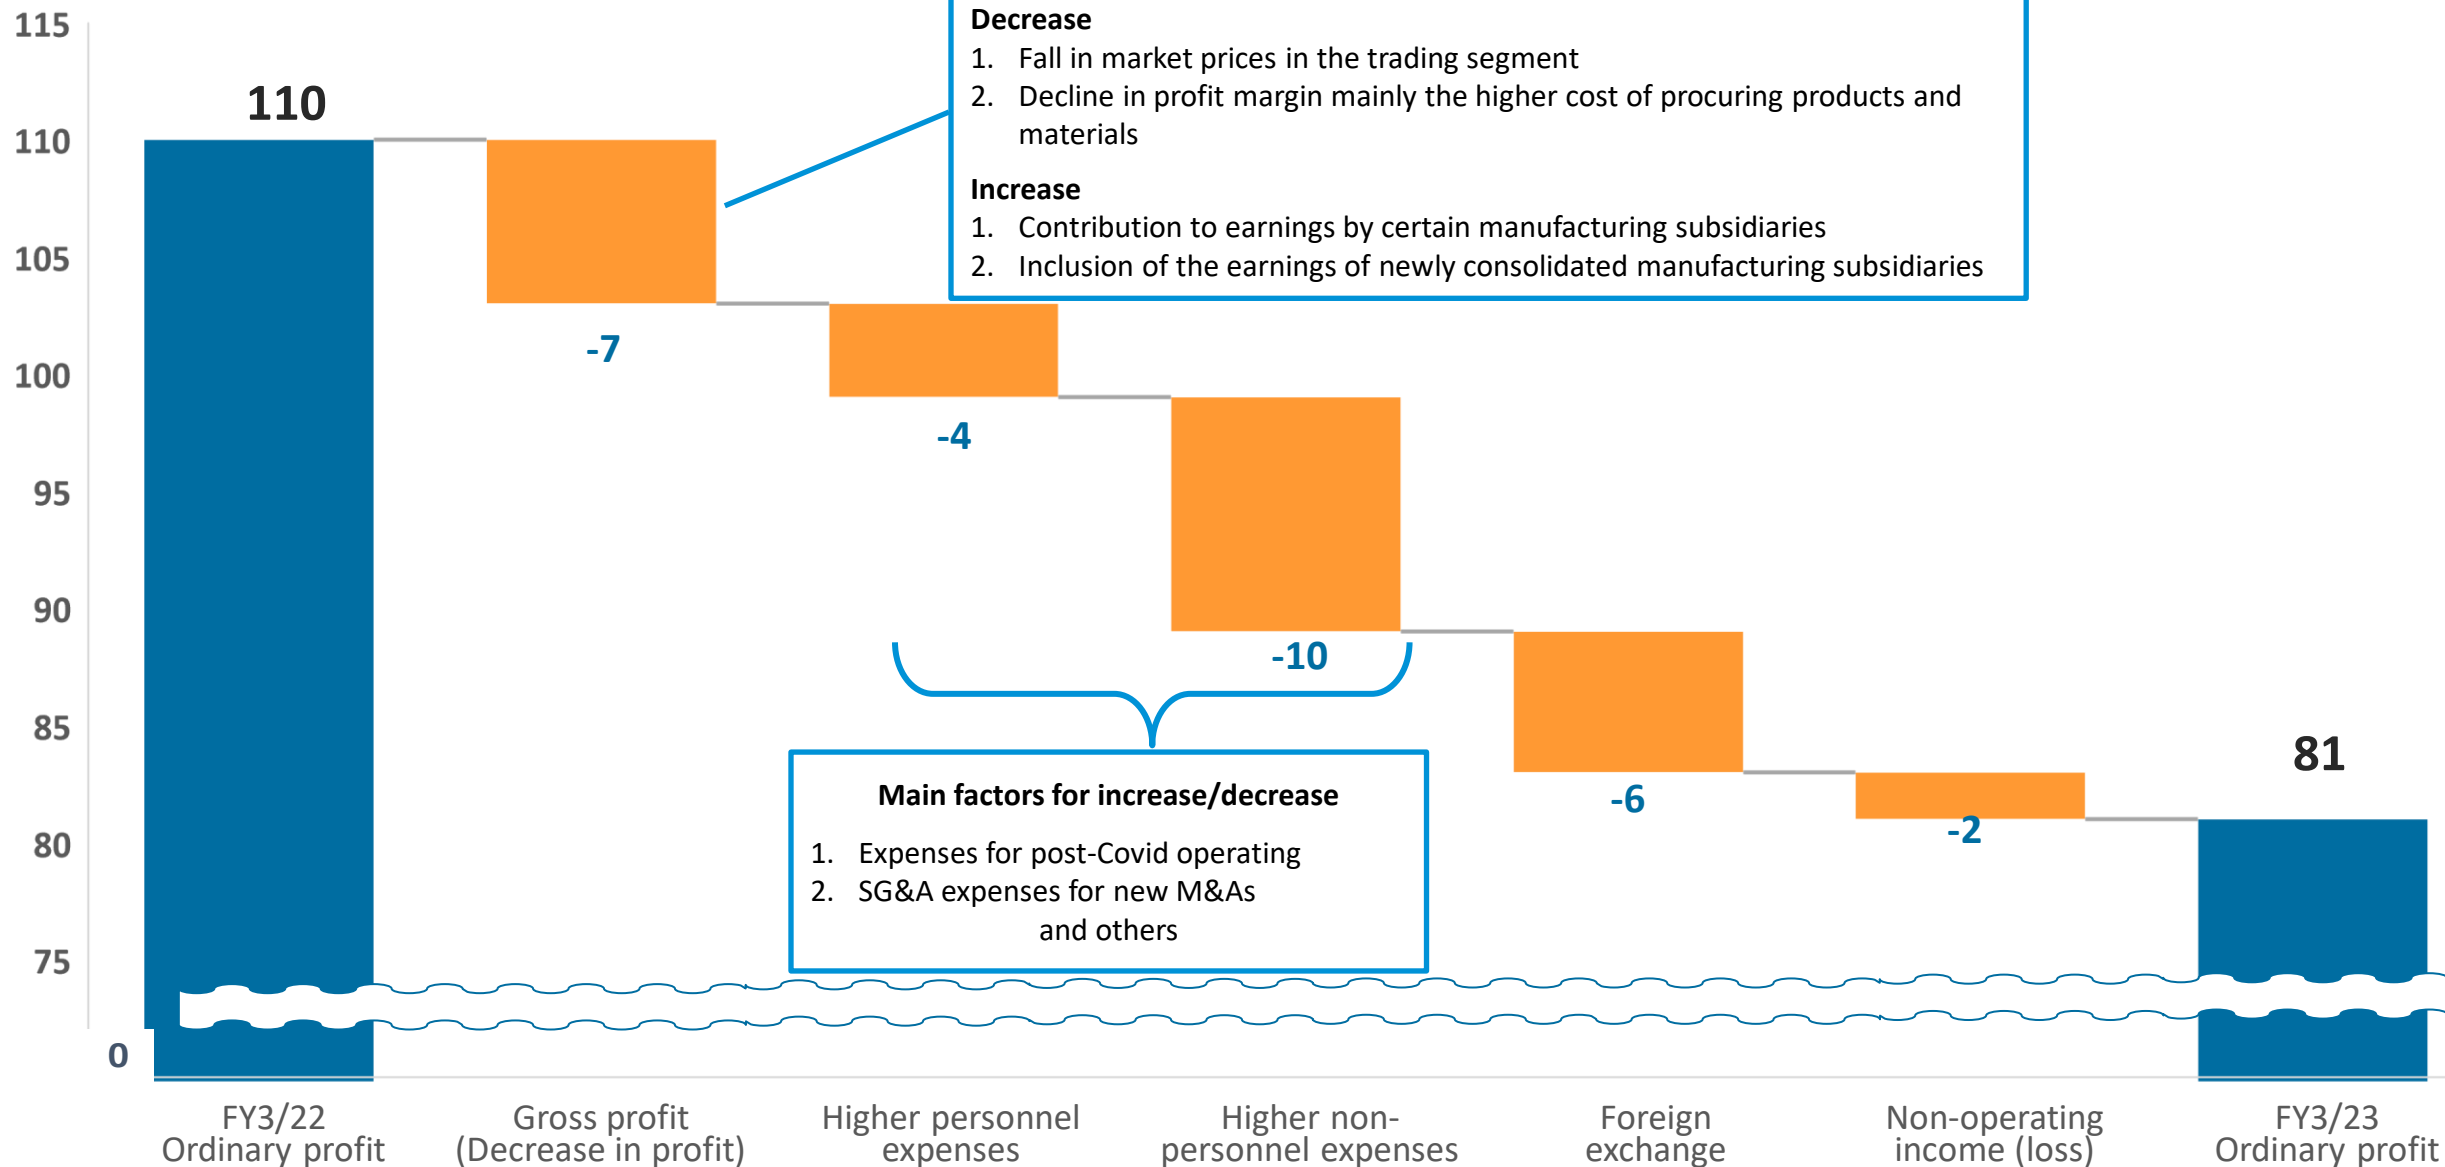 Decrease
1. Fall in market prices in the trading segment
2. Decline in profit margin mainly the higher cost of procuring products and
materials
Increase
1. Contribution to earnings by certain manufacturing subsidiaries
2. Inclusion of the earnings of newly consolidated manufacturing subsidiaries
115
110
105
100
95
90
85
80
75
0
110
-7
-4
-10
-6
-2
81
Main factors for increase/decrease
1. Expenses for post-Covid operating
2. SG&A expenses for new M&As
and others
FY3/22
Ordinary profit
Gross profit
(Decrease in profit)
Higher personnel
expenses
Higher non-
personnel expenses
Foreign
exchange
Non-operating
income (loss)
FY3/23
Ordinary profit